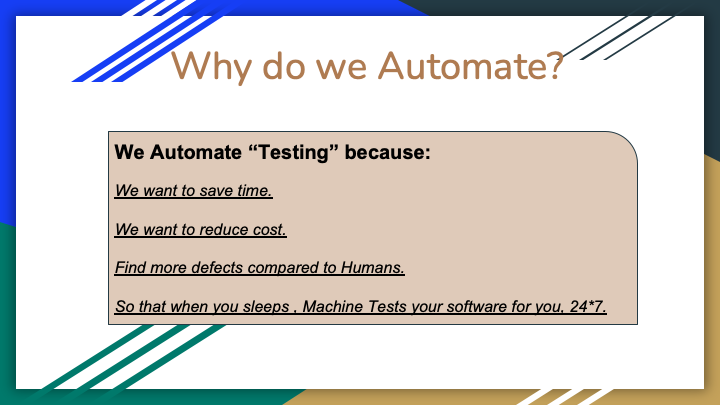 Why do we Automate?
We Automate “Testing” because:
We want to save time.
We want to reduce cost.
Find more defects compared to Humans.
So that when you sleeps , Machine Tests your software for you, 24*7.